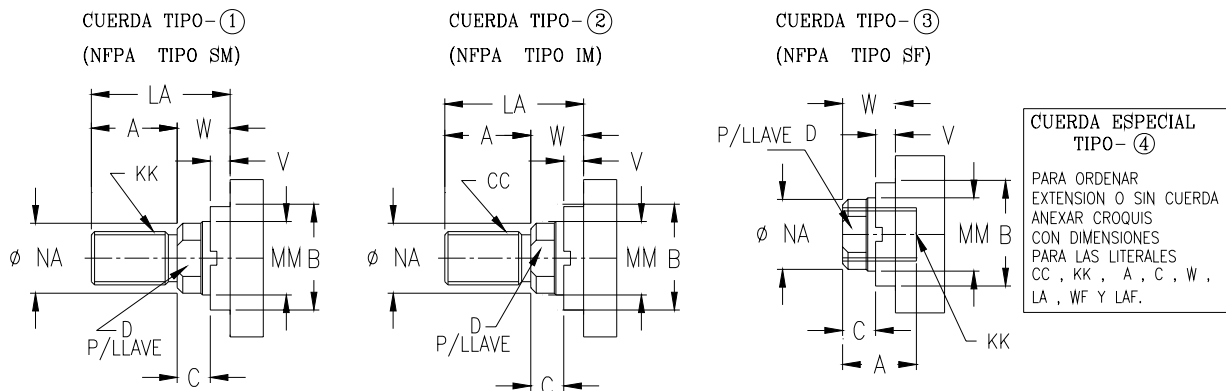 CUERDA TIPO-①
(NFPA TIPO SM)
LA
A
W
V
KK
Ø NA
MM
B
D
P/LLAVE
C
CUERDA TIPO-②
(NFPA TIPO IM)
LA
A
W
V
CC
Ø NA
MM
B
D
P/LLAVE
C
CUERDA TIPO-③
(NFPA TIPO SF)
W
V
P/LLAVE D
Ø NA
MM
B
C
A
KK
CUERDA ESPECIAL
TIPO-④
PARA ORDENAR
EXTENSION O SIN CUERDA
ANEXAR CROQUIS
CON DIMENSIONES
PARA LAS LITERALES
CC , KK , A , C , W ,
LA , WF Y LAF.